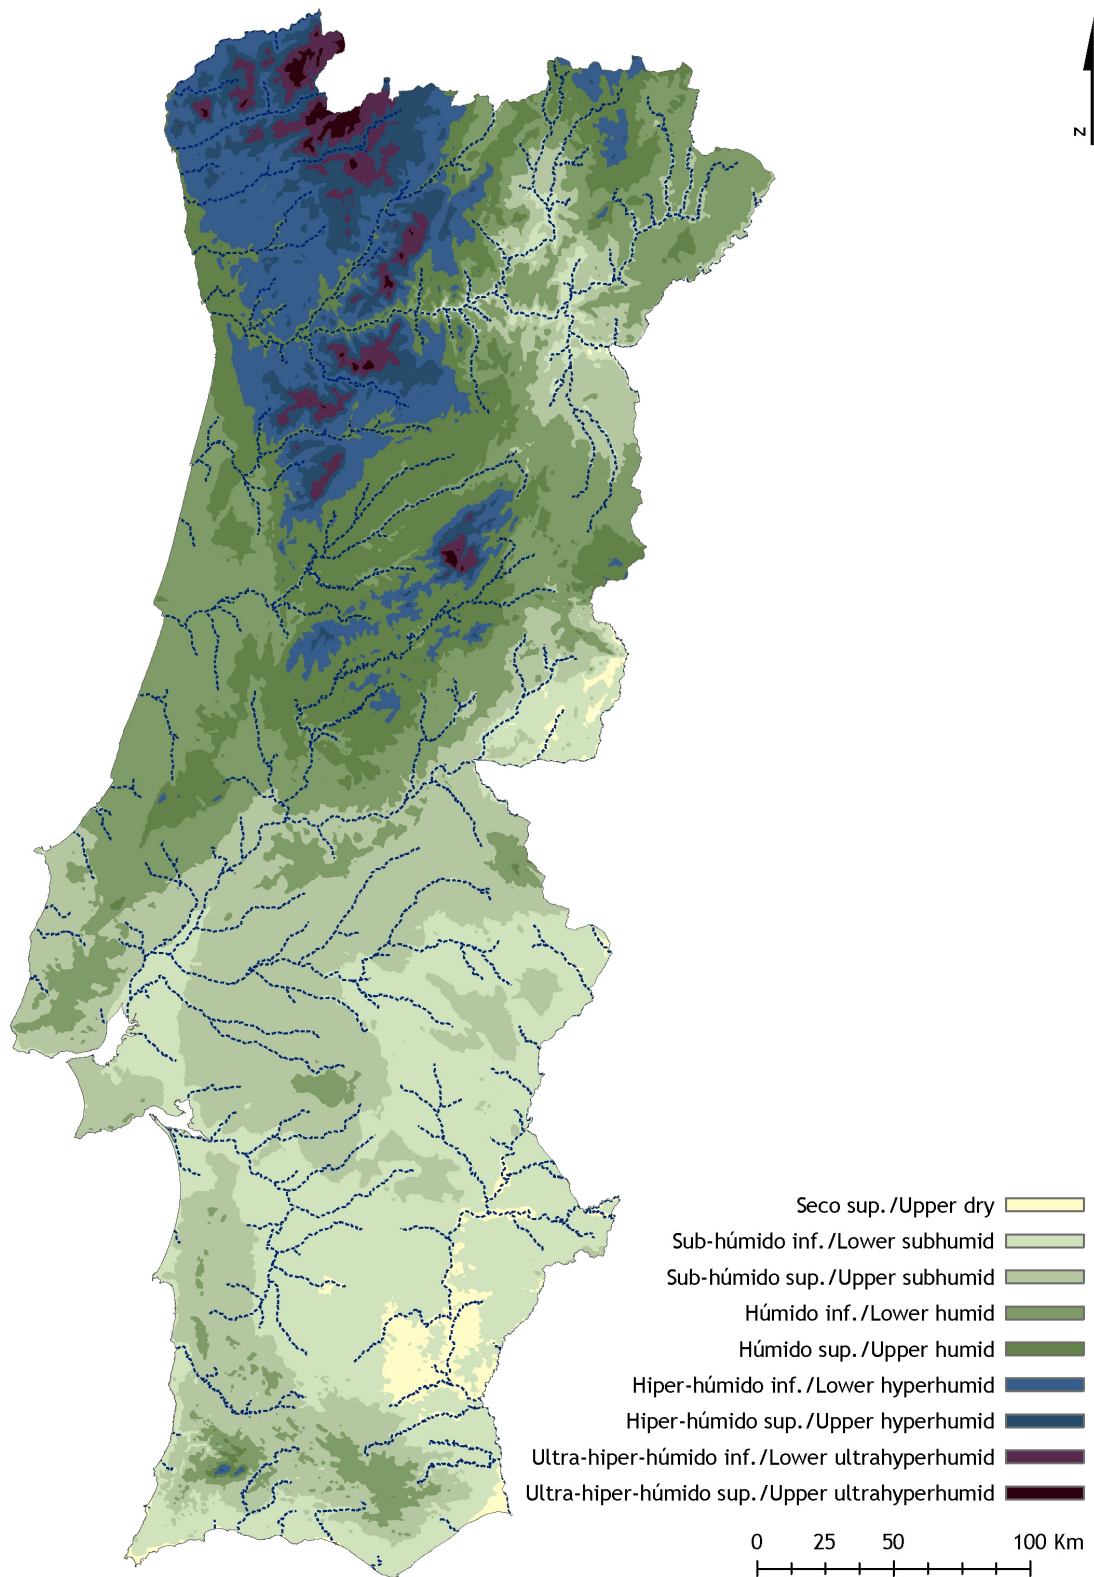 N
Seco sup./Upper dry
Sub-húmido inf./Lower subhumid
Sub-húmido sup./Upper subhumid
Húmido inf./Lower humid
Húmido sup./Upper humid
Hiper-húmido inf./Lower hyperhumid
Hiper-húmido sup./Upper hyperhumid
Ultra-hiper-húmido inf./Lower ultrahyperhumid
Ultra-hiper-húmido sup./Upper ultrahyperhumid
0 25 50 100 Km